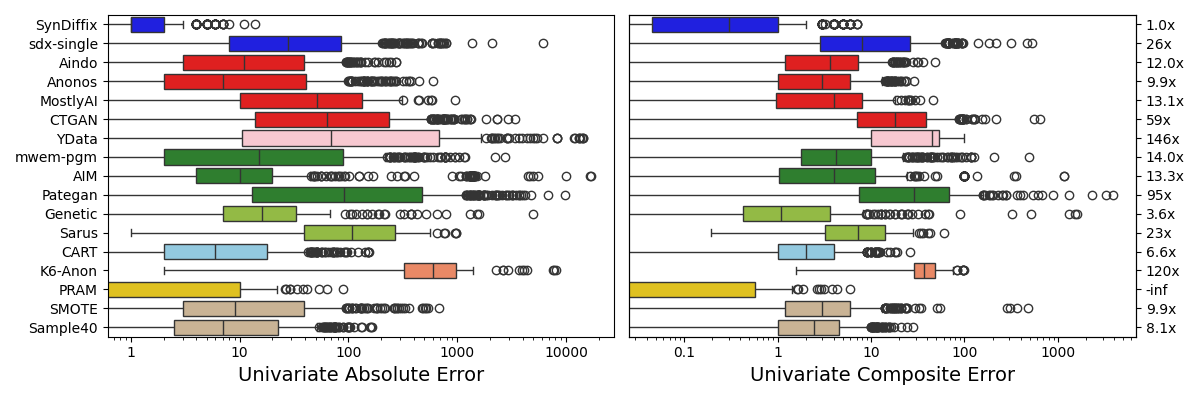 SynDiffix 1.0x
sdx-single 26x
Aindo 12.0x
Anonos 9.9x
MostlyAI 13.1x
CTGAN 59x
YData 146x
mwem-pgm 14.0x
AIM 13.3x
Pategan 95x
Genetic 3.6x
Sarus 23x
CART 6.6x
K6-Anon 120x
PRAM -inf
SMOTE 9.9x
Sample40 8.1x
1 10 100 1000 10000 0.1 1 10 100 1000
Univariate Absolute Error Univariate Composite Error